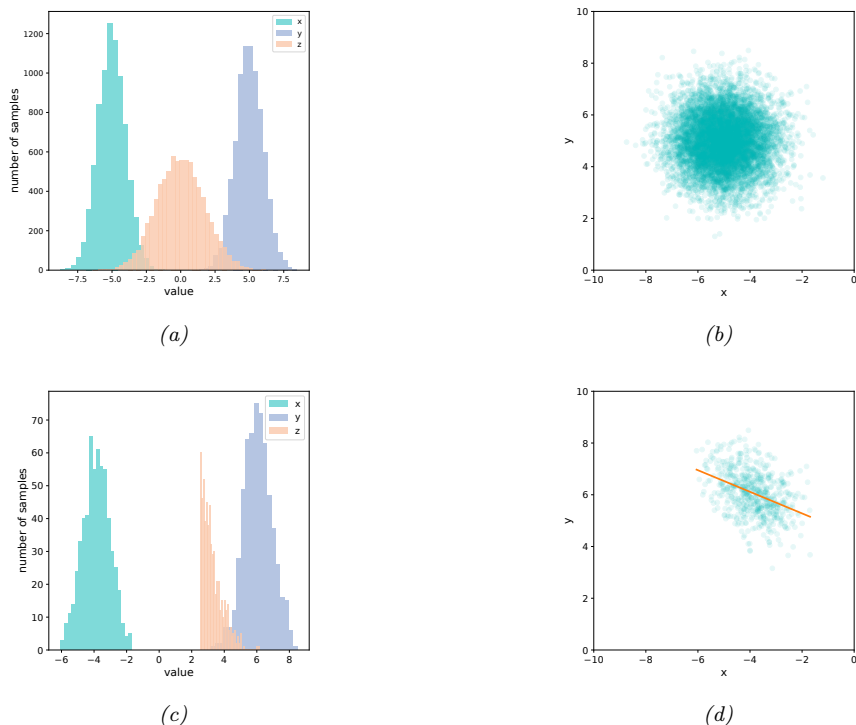 number of samples
1200
1000
800
600
400
200
0
−7.5 −5.0 −2.5 0.0 2.5 5.0 7.5
value
x
y
z
(a)
y
10
8
6
4
2
0
−10 −8 −6 −4 −2 0
x
(b)
number of samples
70
60
50
40
30
20
10
0
−6 −4 −2 0 2 4 6 8
value
x
y
z
(c)
y
10
8
6
4
2
0
−10 −8 −6 −4 −2 0
x
(d)